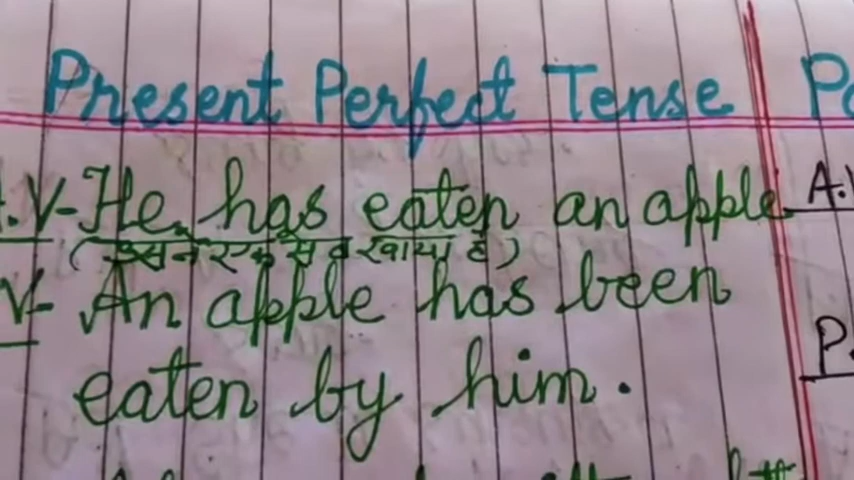 Present Perfect Tense
A.V- He has eaten an apple
(उसने एक सेब खाया है)
V- An apple has been
eaten by him.
A.V
P.